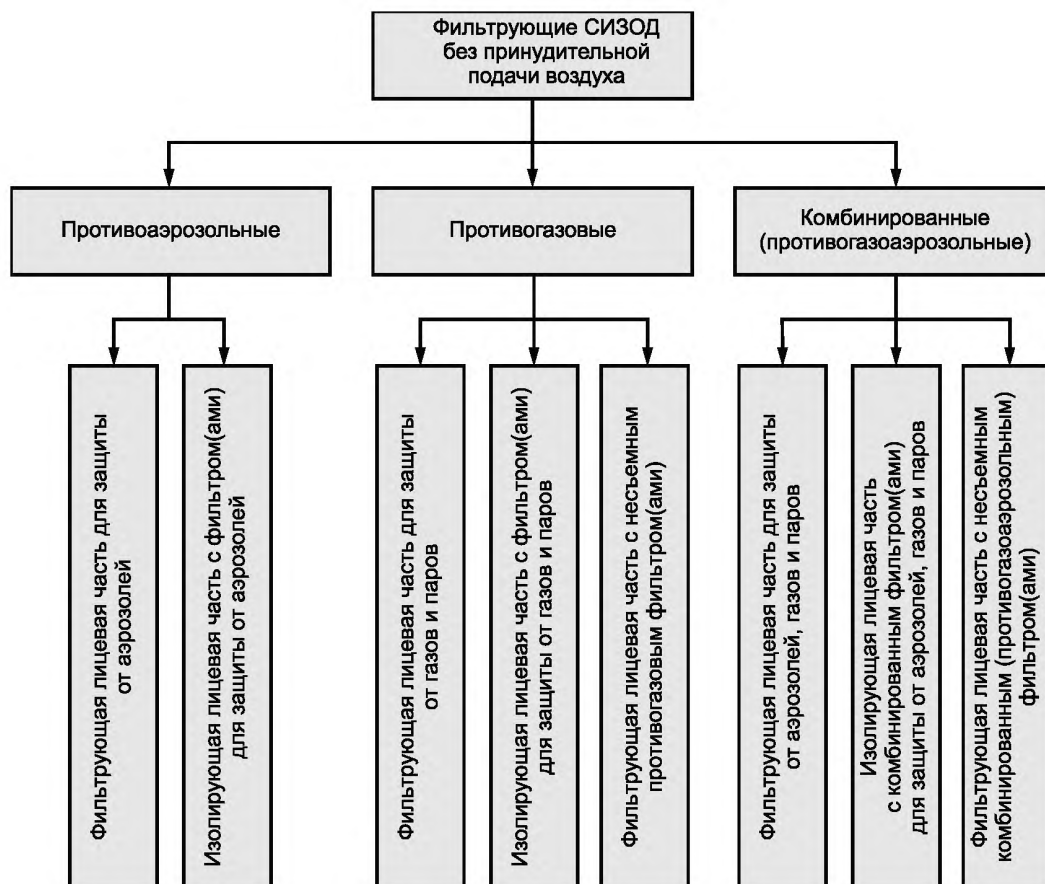 Фильтрующие СИЗОД
без принудительной
подачи воздуха
Противоаэрозольные
Противогазовые
Комбинированные
(противогазоаэрозольные)
Фильтрующая лицевая часть для защиты
от аэрозолей
Изолирующая лицевая часть с фильтром(ами)
для защиты от аэрозолей
Фильтрующая лицевая часть для защиты
от газов и паров
Изолирующая лицевая часть с фильтром(ами)
для защиты от газов и паров
Фильтрующая лицевая часть с несъемным
противогазовым фильтром(ами)
Фильтрующая лицевая часть для защиты
от аэрозолей, газов и паров
Изолирующая лицевая часть
с комбинированным фильтром(ами)
для защиты от аэрозолей, газов и паров
Фильтрующая лицевая часть с несъемным
комбинированным (противогазоаэрозольным)
фильтром(ами)